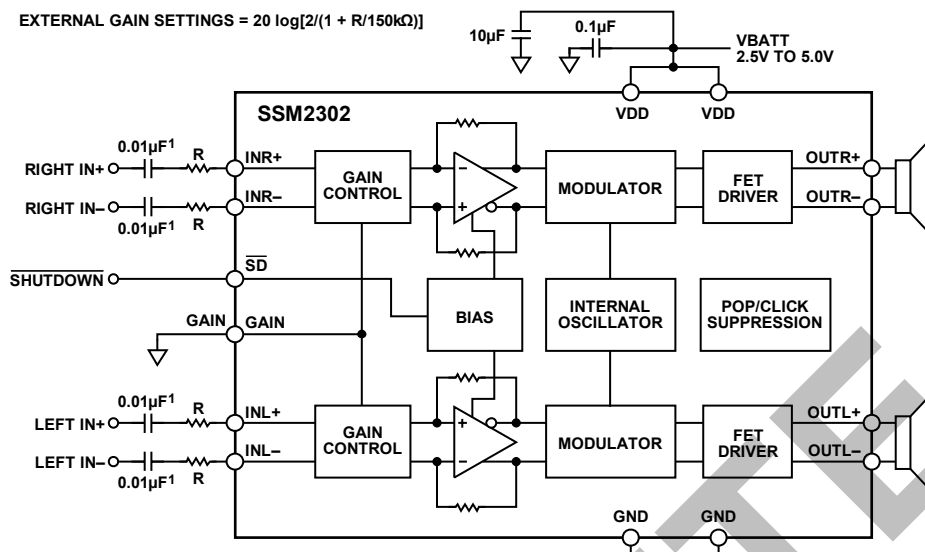 EXTERNAL GAIN SETTINGS = 20 log[2/(1 + R/150kΩ)]
10µF
0.1µF
VBATT
2.5V TO 5.0V
SSM2302
VDD
VDD
0.01µF1
RIGHT IN+
R
INR+
GAIN
CONTROL
MODULATOR
FET
DRIVER
OUTR+
RIGHT IN–
0.01µF1
R
INR–
OUTR–
SHUTDOWN
SD
BIAS
INTERNAL
OSCILLATOR
POP/CLICK
SUPPRESSION
GAIN
GAIN
0.01µF1
LEFT IN+
R
INL+
GAIN
CONTROL
MODULATOR
FET
DRIVER
OUTL+
LEFT IN–
0.01µF1
R
INL–
OUTL–
GND
GND